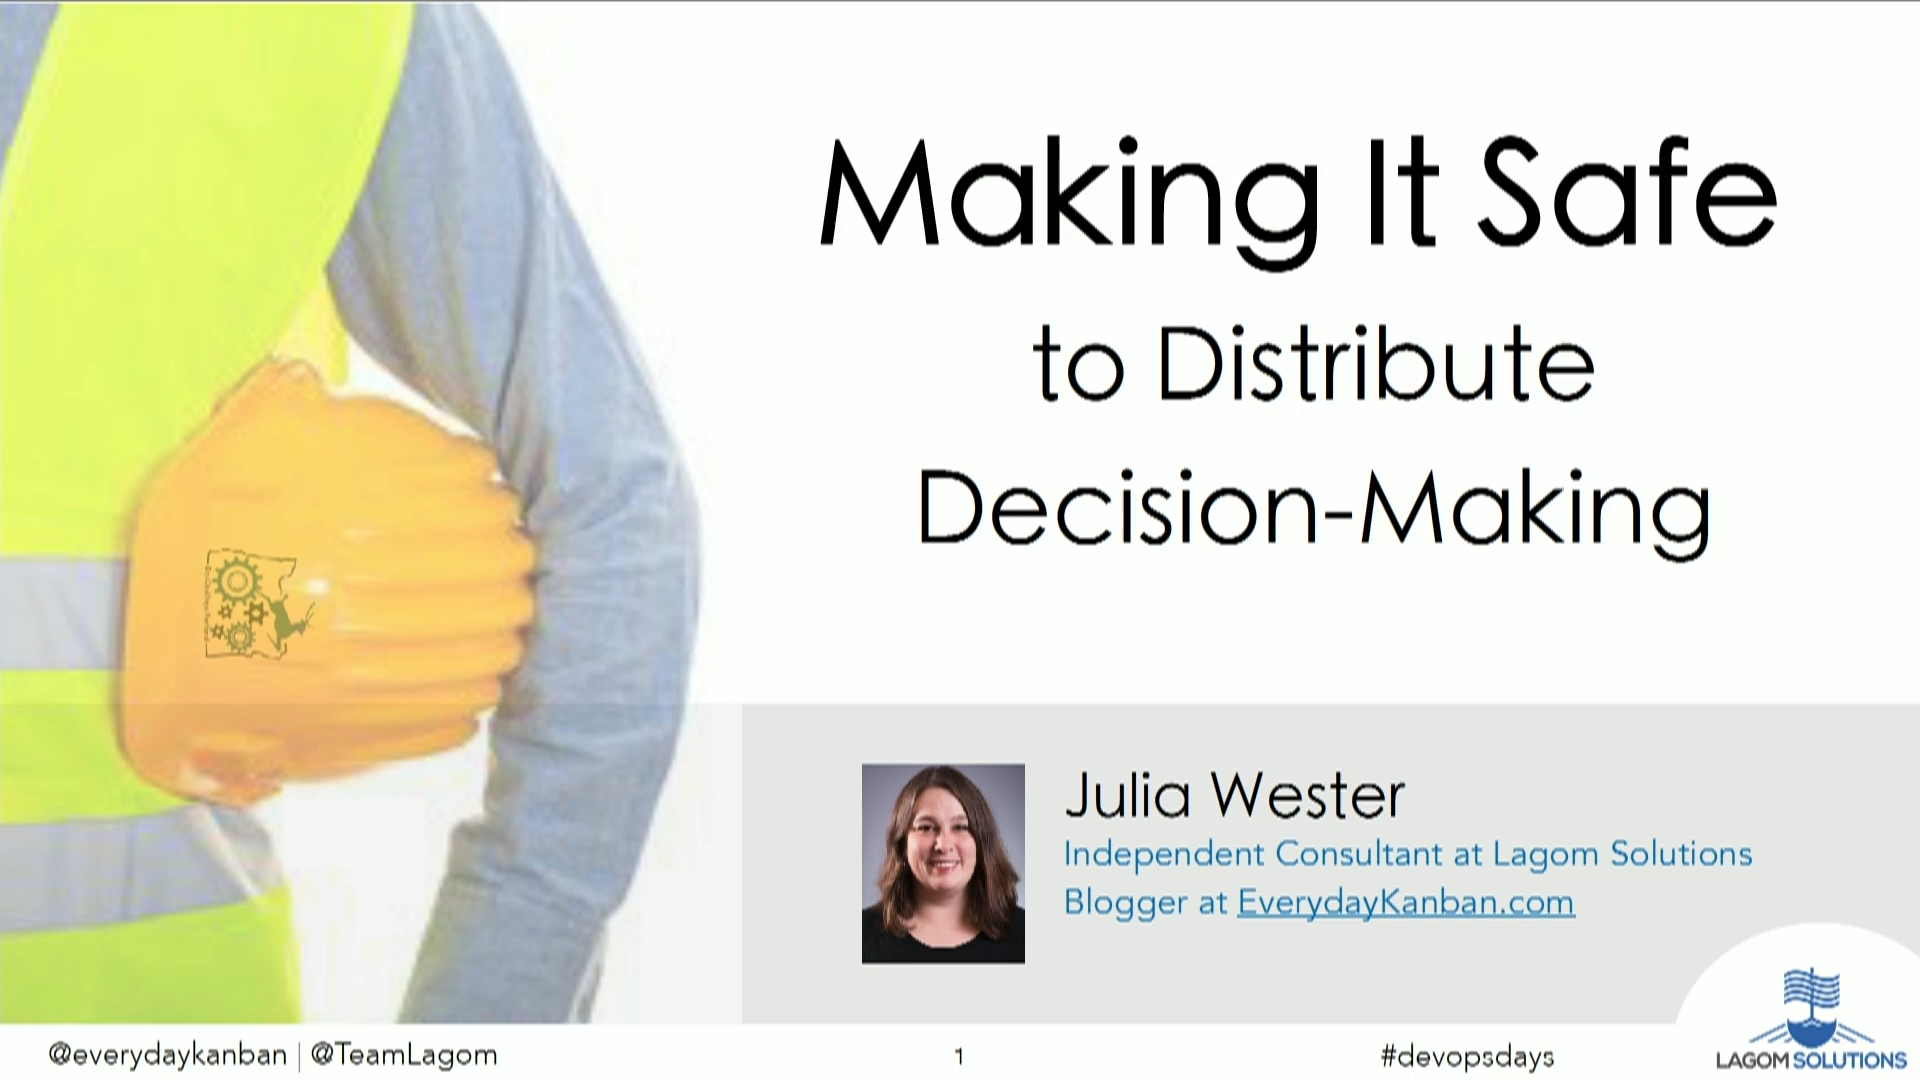 Making It Safe
to Distribute
Decision-Making
Julia Wester
Independent Consultant at Lagom Solutions
Blogger at EverydayKanban.com
@everydaykanban | @TeamLagom
1
#devopsdays
LAGOM SOLUTIONS